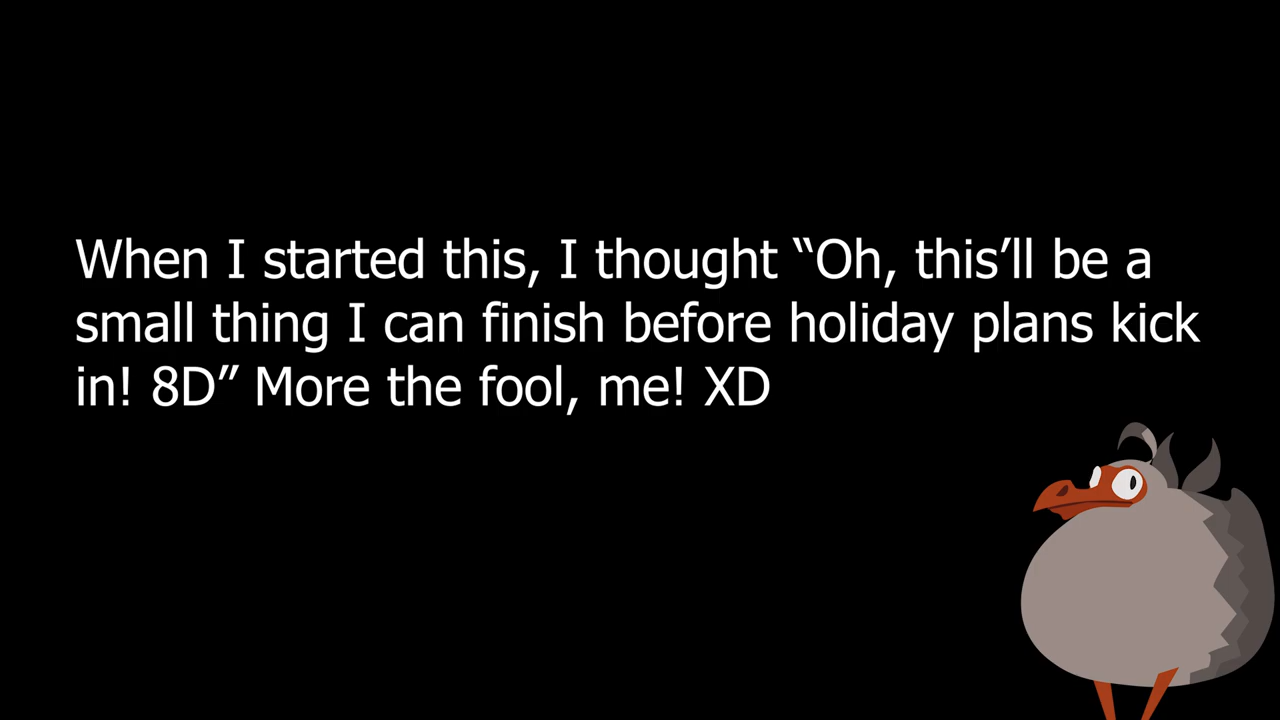 When I started this, I thought “Oh, this’ll be a
small thing I can finish before holiday plans kick
in! 8D” More the fool, me! XD